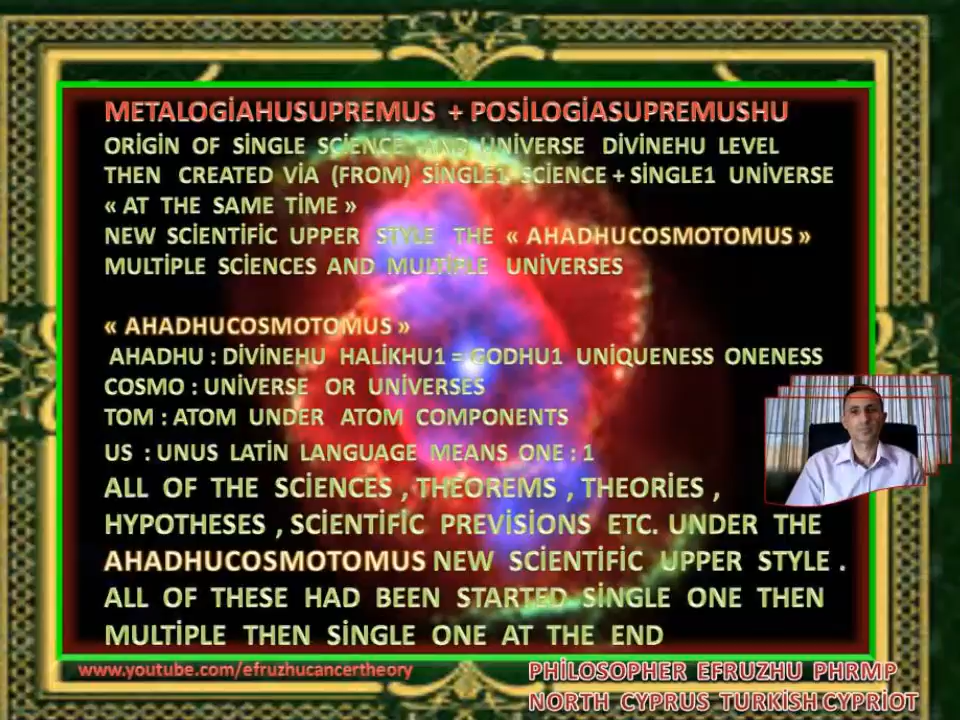 METALOGİAHUSUPREMUS + POSİLOGİASUPREMUSHU
ORİGİN OF SİNGLE SCİENCE AND UNİVERSE DİVİNEHU LEVEL
THEN CREATED VİA (FROM) SİNGLE1 SCİENCE + SİNGLE1 UNİVERSE
« AT THE SAME TİME »
NEW SCİENTİFİC UPPER STYLE THE « AHADHUCOSMOTOMUS »
MULTİPLE SCİENCES AND MULTİPLE UNİVERSES
« AHADHUCOSMOTOMUS »
AHADHU : DİVİNEHU HALİKHU1 = GODHU1 UNİQUENESS ONENESS
COSMO : UNİVERSE OR UNİVERSES
TOM : ATOM UNDER ATOM COMPONENTS
US : UNUS LATİN LANGUAGE MEANS ONE : 1
ALL OF THE SCİENCES , THEOREMS , THEORİES ,
HYPOTHESES , SCİENTİFİC PREVİSİONS ETC. UNDER THE
AHADHUCOSMOTOMUS NEW SCİENTİFİC UPPER STYLE .
ALL OF THESE HAD BEEN STARTED SİNGLE ONE THEN
MULTİPLE THEN SİNGLE ONE AT THE END
www.youtube.com/efruzhucancertheory
PHİLOSOPHER EFRUZHU PHRMP
NORTH CYPRUS TURKİSH CYPRİOT